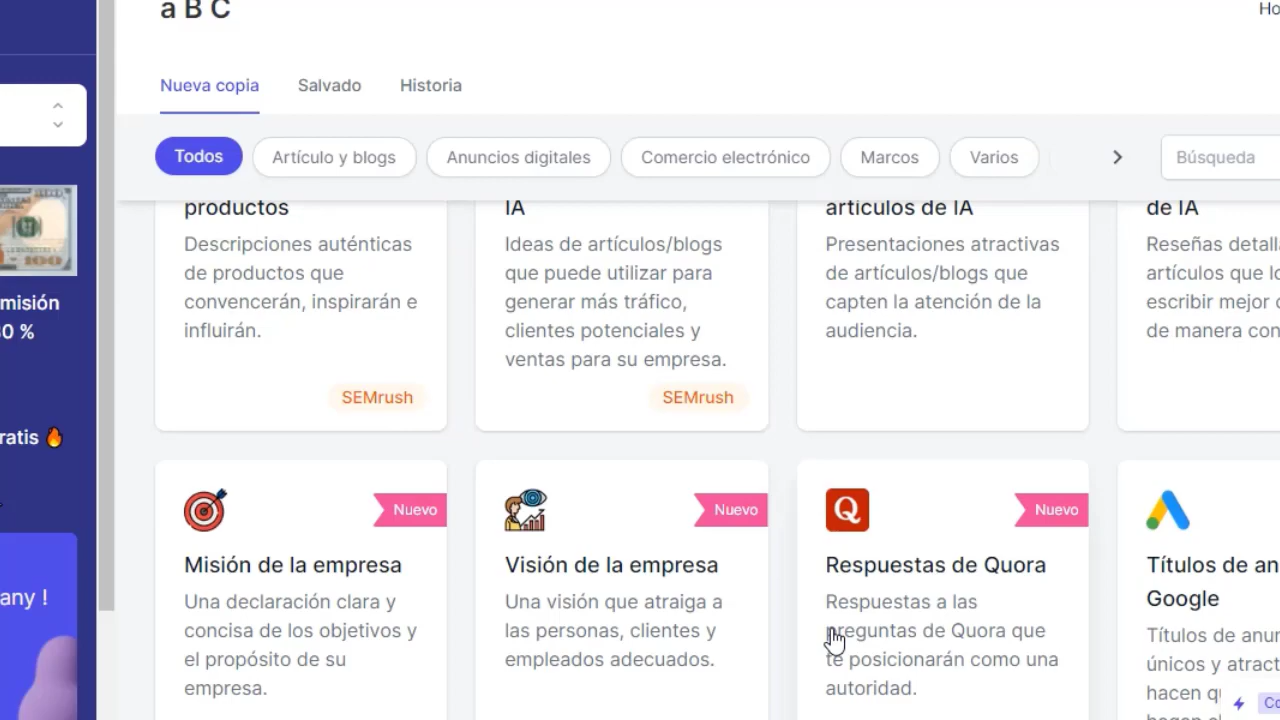 a B C
Ho
Nueva copia
Salvado
Historia
Todos
Artículo y blogs
Anuncios digitales
Comercio electrónico
Marcos
Varios
Búsqueda
productos
Descripciones auténticas
de productos que
convencerán, inspirarán e
influirán.
SEMrush
IA
Ideas de artículos/blogs
que puede utilizar para
generar más tráfico,
clientes potenciales y
ventas para su empresa.
SEMrush
artículos de IA
Presentaciones atractivas
de artículos/blogs que
capten la atención de la
audiencia.
de IA
Reseñas detalla
artículos que lo
escribir mejor
de manera con
misión
0 %
ratis
any !
Nuevo
Misión de la empresa
Una declaración clara y
concisa de los objetivos y
el propósito de su
empresa.
Nuevo
Visión de la empresa
Una visión que atraiga a
las personas, clientes y
empleados adecuados.
Q
Nuevo
Respuestas de Quora
Respuestas a las
preguntas de Quora que
te posicionarán como una
autoridad.
Títulos de an
Google
Títulos de anun
únicos y atract
hacen q
Co